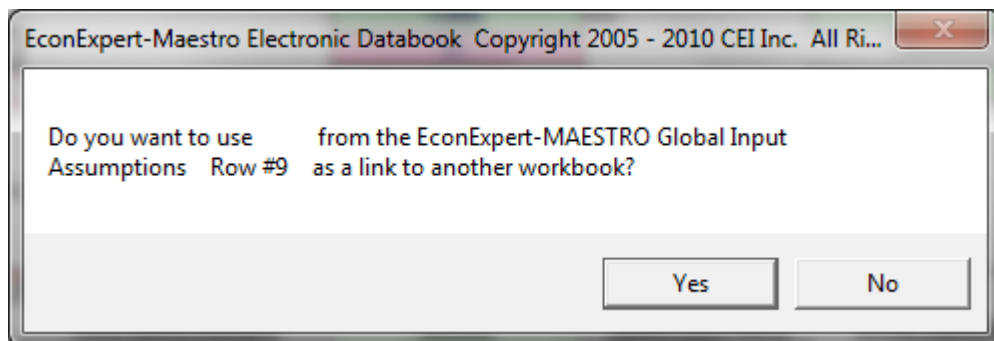 EconExpert-Maestro Electronic Databook Copyright 2005 - 2010 CEI Inc. All Ri...
Do you want to use from the EconExpert-MAESTRO Global Input
Assumptions Row #9 as a link to another workbook?
Yes No